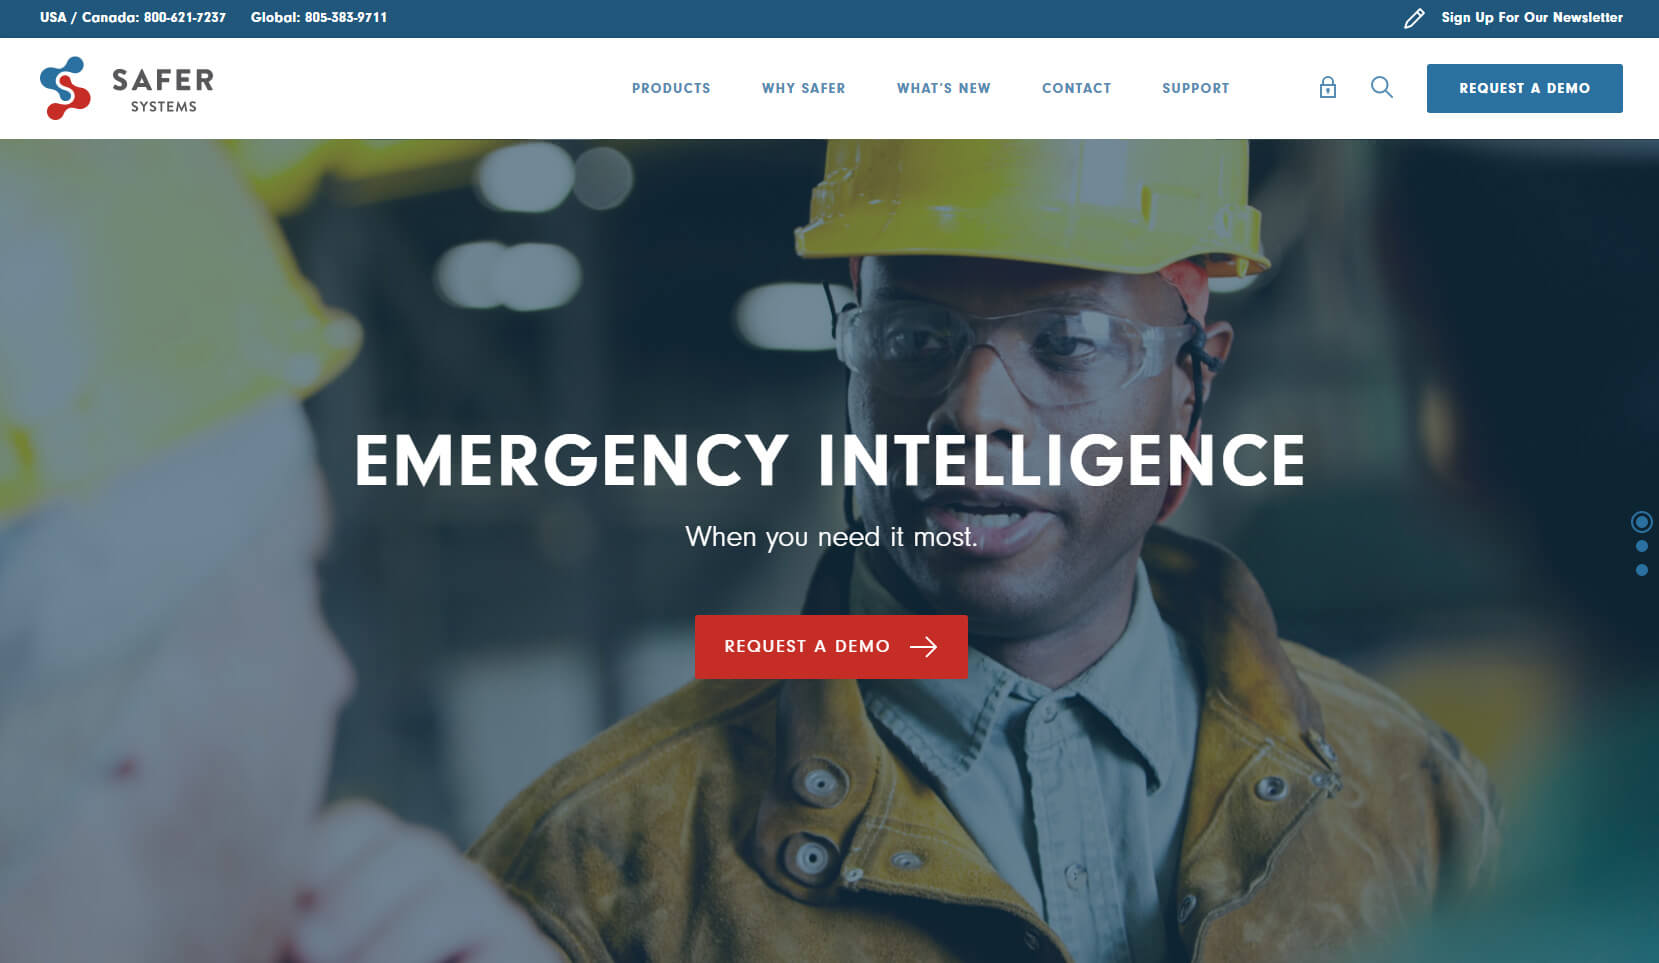 USA / Canada: 800-621-7237 Global: 805-383-9711
Sign Up For Our Newsletter
SAFER
SYSTEMS
PRODUCTS WHY SAFER WHAT'S NEW CONTACT SUPPORT
REQUEST A DEMO
EMERGENCY INTELLIGENCE
When you need it most.
REQUEST A DEMO